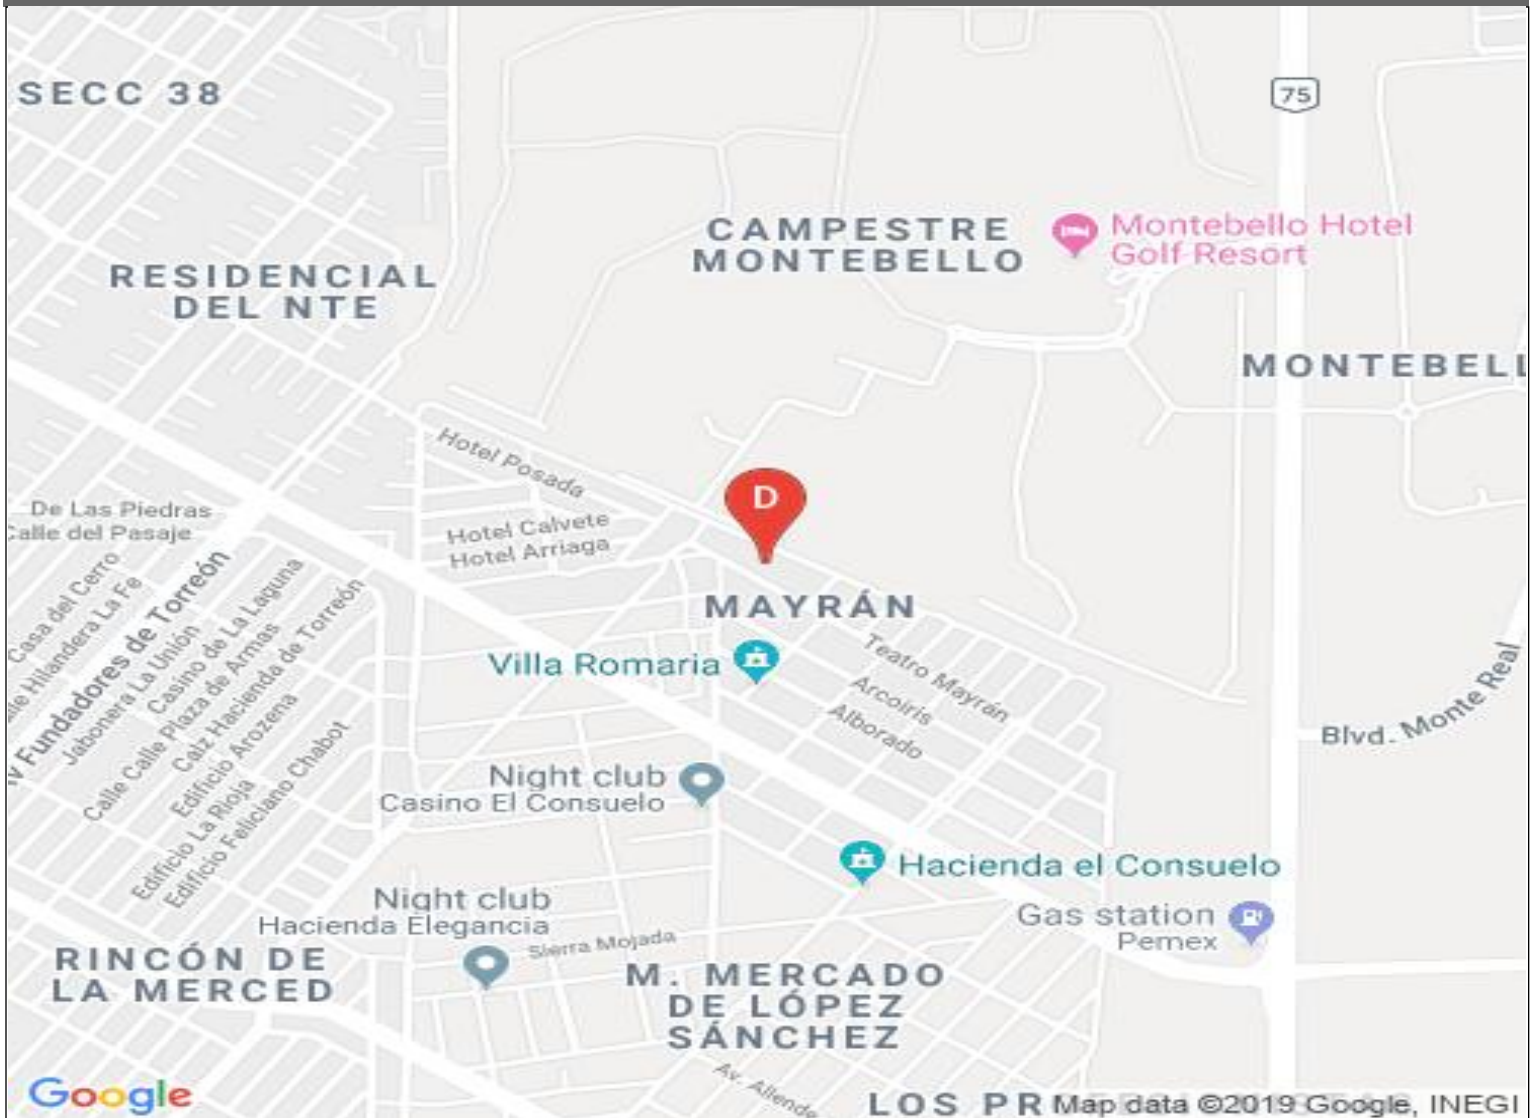 SECC 38
75
CAMPESTRE
MONTEBELLO
Montebello Hotel
Golf Resort
RESIDENCIAL
DEL NTE
MONTEBELL
Hotel Posada
D
De Las Piedras
Calle del Pasaje
Hotel Calvete
Hotel Arriaga
Casa del Cerro
Hilandera La Fe
Fundadores de Torreón
Jabonera La Unión
Casino de La Laguna
Calle Calle Plaza de Armas
Calz Hacienda de Torreón
Edificio Arozena
Edificio La Rioja
Edificio Feliciano Chabot
MAYRÁN
Villa Romaria
Teatro Mayrán
Arcoiris
Alborado
Blvd. Monte Real
Night club
Casino El Consuelo
Hacienda el Consuelo
Night club
Hacienda Elegancia
Gas station
Pemex
Sierra Mojada
RINCÓN DE
LA MERCED
M. MERCADO
DE LÓPEZ
SÁNCHEZ
Av. Allende
Google
LOS PR
Map data ©2019 Google, INEGI